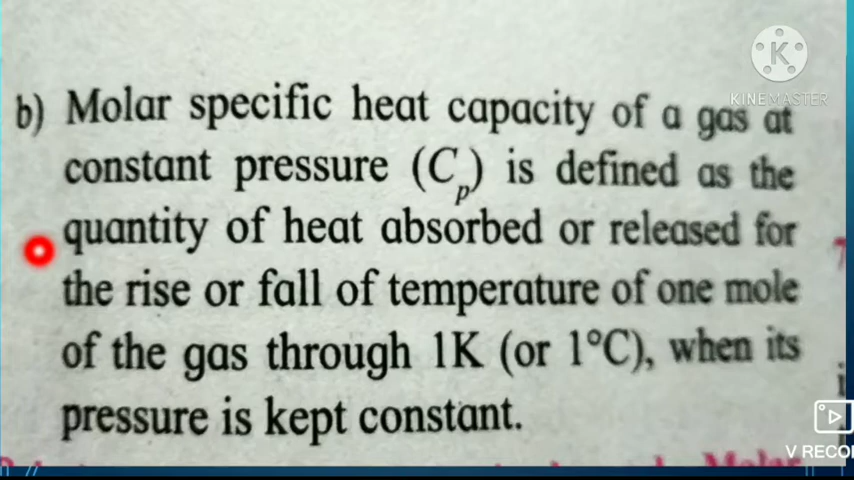 b) Molar specific heat capacity of a gas at
constant pressure (Cp) is defined as the
quantity of heat absorbed or released for
the rise or fall of temperature of one mole
of the gas through 1K (or 1°C), when its
pressure is kept constant.
K
KINEMASTER
V RECO